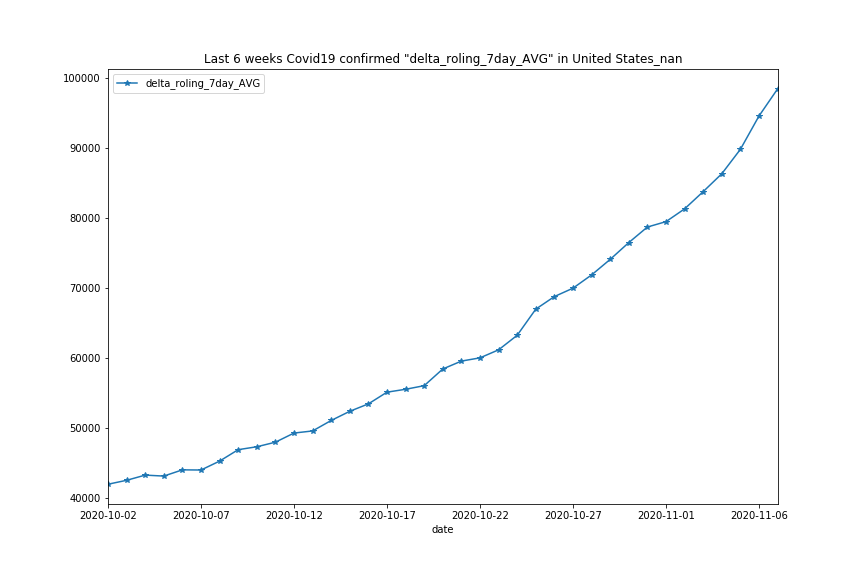 Last 6 weeks Covid19 confirmed "delta_roling_7day_AVG" in United States_nan
delta_roling_7day_AVG
100000
90000
80000
70000
60000
50000
40000
2020-10-02 2020-10-07 2020-10-12 2020-10-17 2020-10-22 2020-10-27 2020-11-01 2020-11-06
date